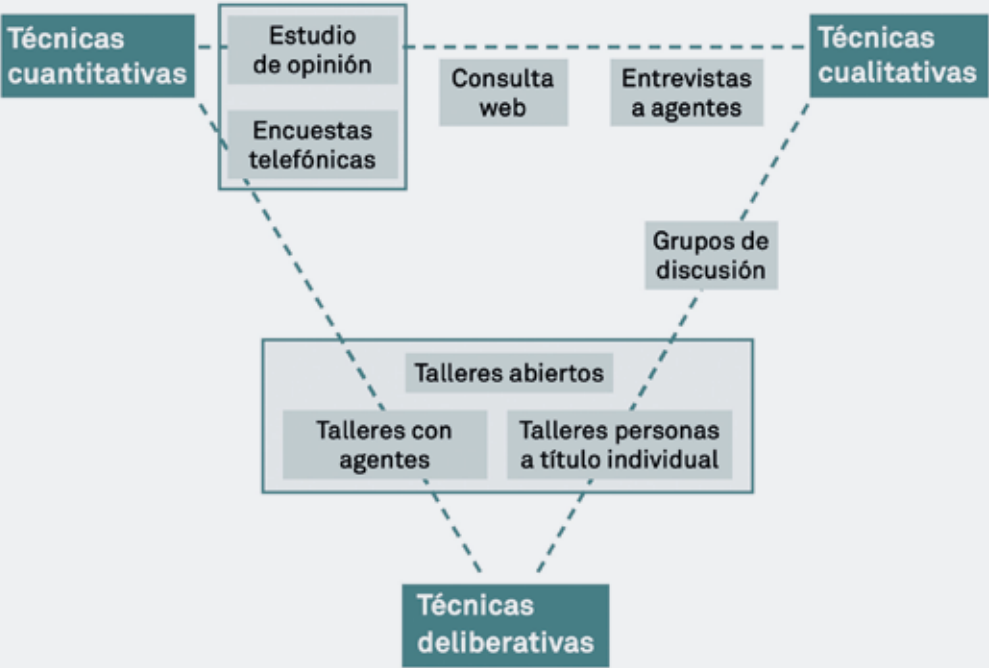 Técnicas
cuantitativas
Estudio
de opinión
Encuestas
telefónicas
Consulta
web
Entrevistas
a agentes
Técnicas
cualitativas
Grupos de
discusión
Talleres abiertos
Talleres con
agentes
Talleres personas
a título individual
Técnicas
deliberativas